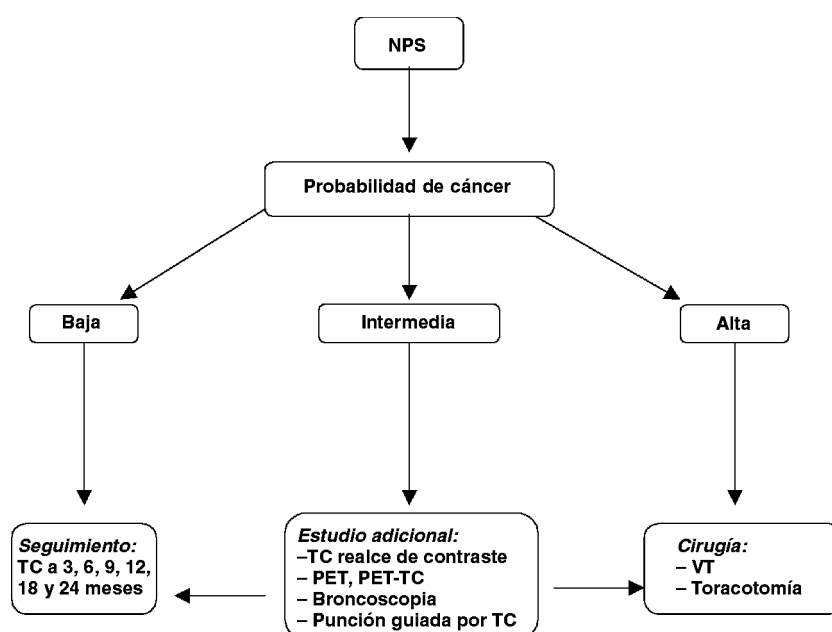 NPS
Probabilidad de cáncer
Baja
Intermedia
Alta
Seguimiento:
TC a 3, 6, 9, 12,
18 y 24 meses
Estudio adicional:
–TC realce de contraste
– PET, PET-TC
– Broncoscopia
– Punción guiada por TC
Cirugía:
– VT
– Toracotomía